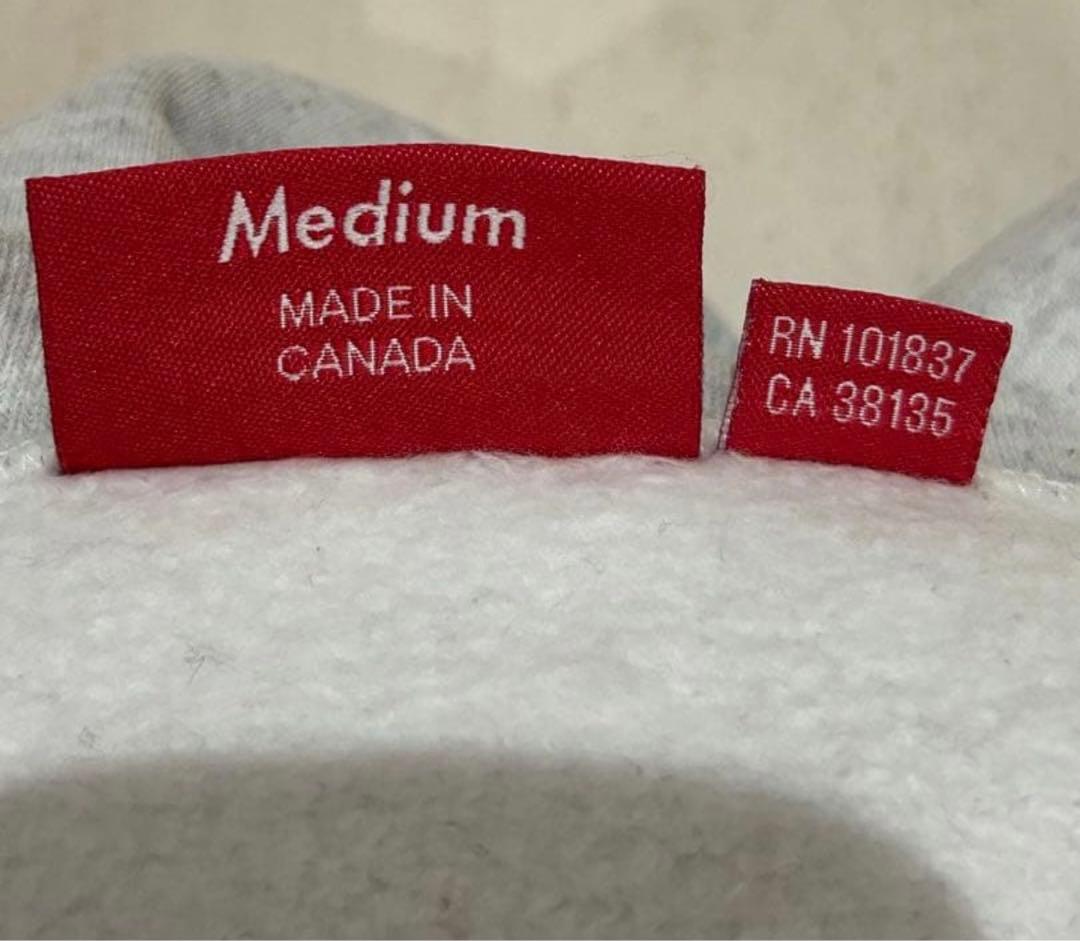 Medium
MADE IN
CANADA
RN 101837
CA 38135